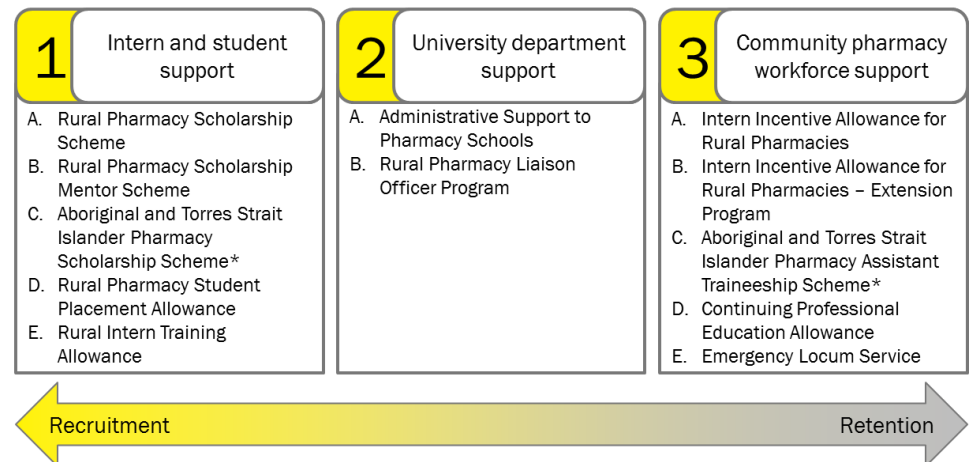 1
Intern and student
support
A. Rural Pharmacy Scholarship
Scheme
B. Rural Pharmacy Scholarship
Mentor Scheme
C. Aboriginal and Torres Strait
Islander Pharmacy
Scholarship Scheme*
D. Rural Pharmacy Student
Placement Allowance
E. Rural Intern Training
Allowance
2
University department
support
A. Administrative Support to
Pharmacy Schools
B. Rural Pharmacy Liaison
Officer Program
3
Community pharmacy
workforce support
A. Intern Incentive Allowance for
Rural Pharmacies
B. Intern Incentive Allowance for
Rural Pharmacies – Extension
Program
C. Aboriginal and Torres Strait
Islander Pharmacy Assistant
Traineeship Scheme*
D. Continuing Professional
Education Allowance
E. Emergency Locum Service
Recruitment
Retention